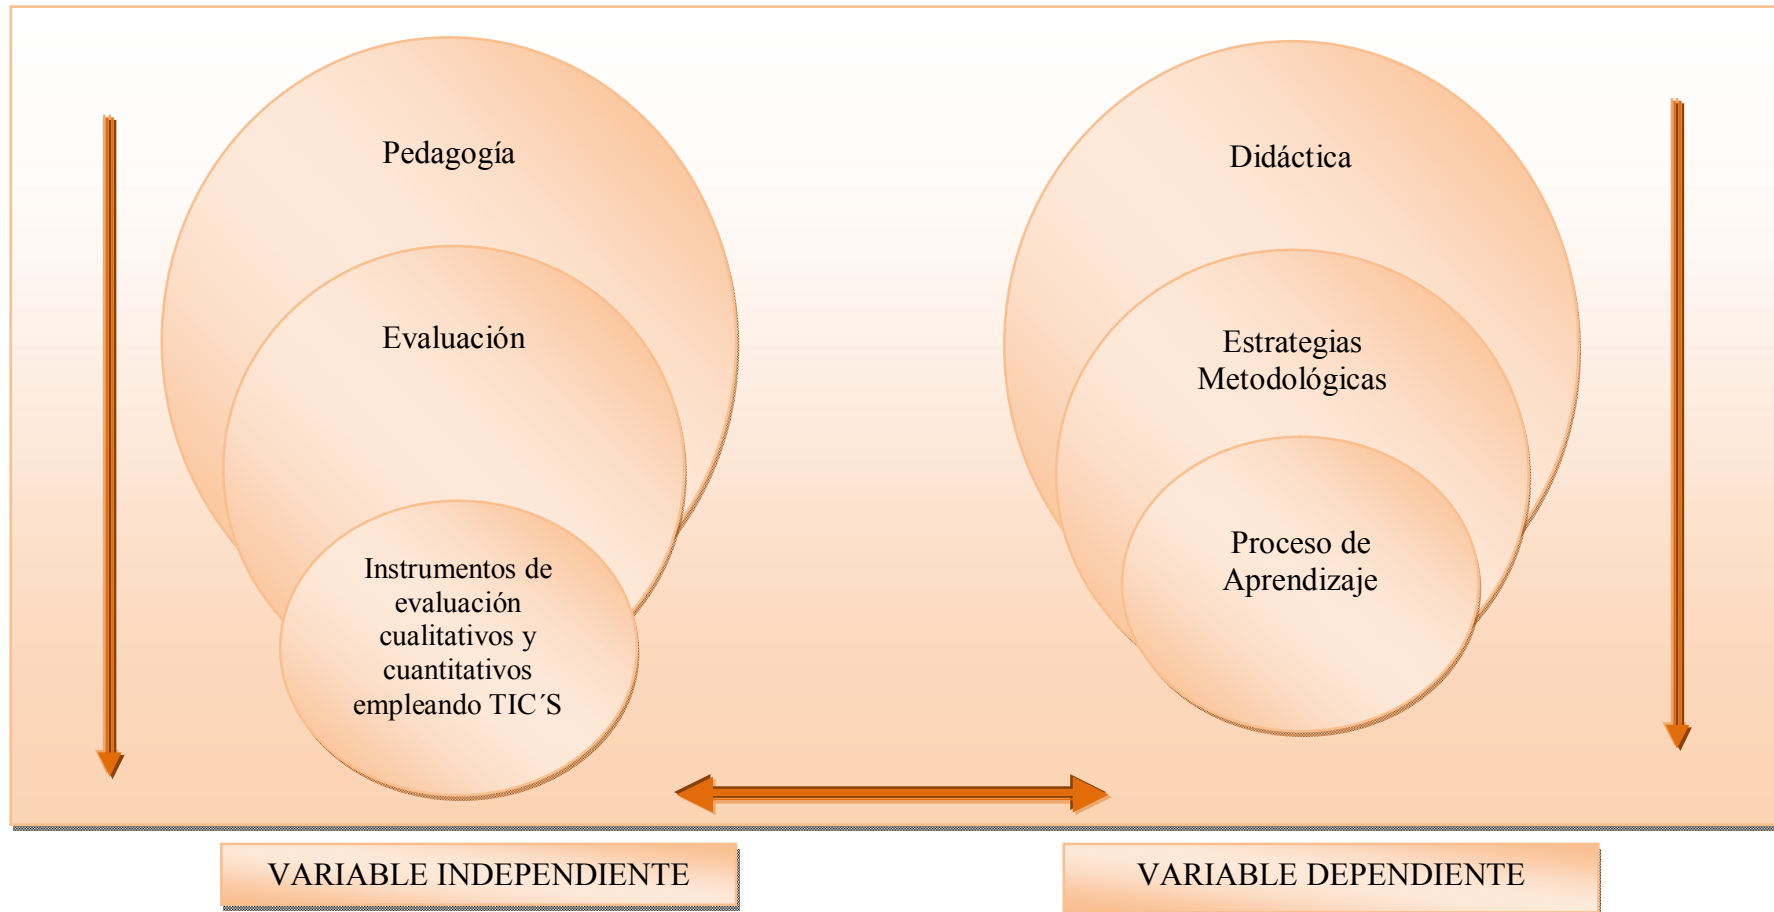 Pedagogía
Evaluación
Instrumentos de
evaluación
cualitativos y
cuantitativos
empleando TIC´S
Didáctica
Estrategias
Metodológicas
Proceso de
Aprendizaje
VARIABLE INDEPENDIENTE
VARIABLE DEPENDIENTE